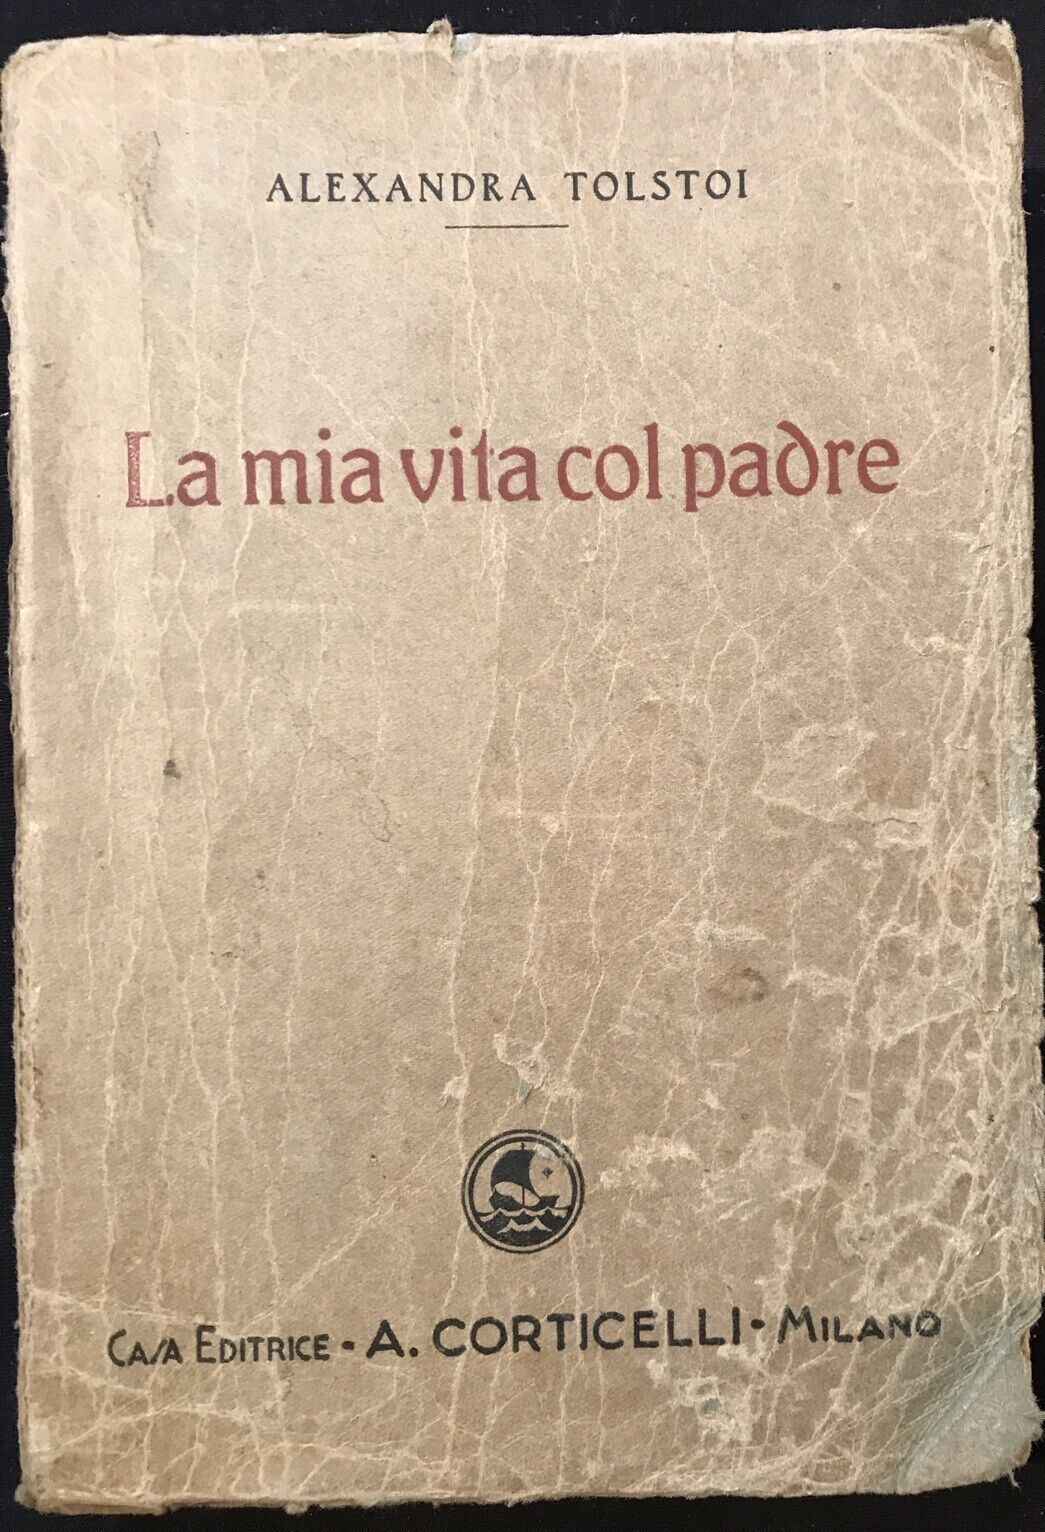 ALEXANDRA TOLSTOI
La mia vita col padre
CASA EDITRICE • A. CORTICELLI • MILANO